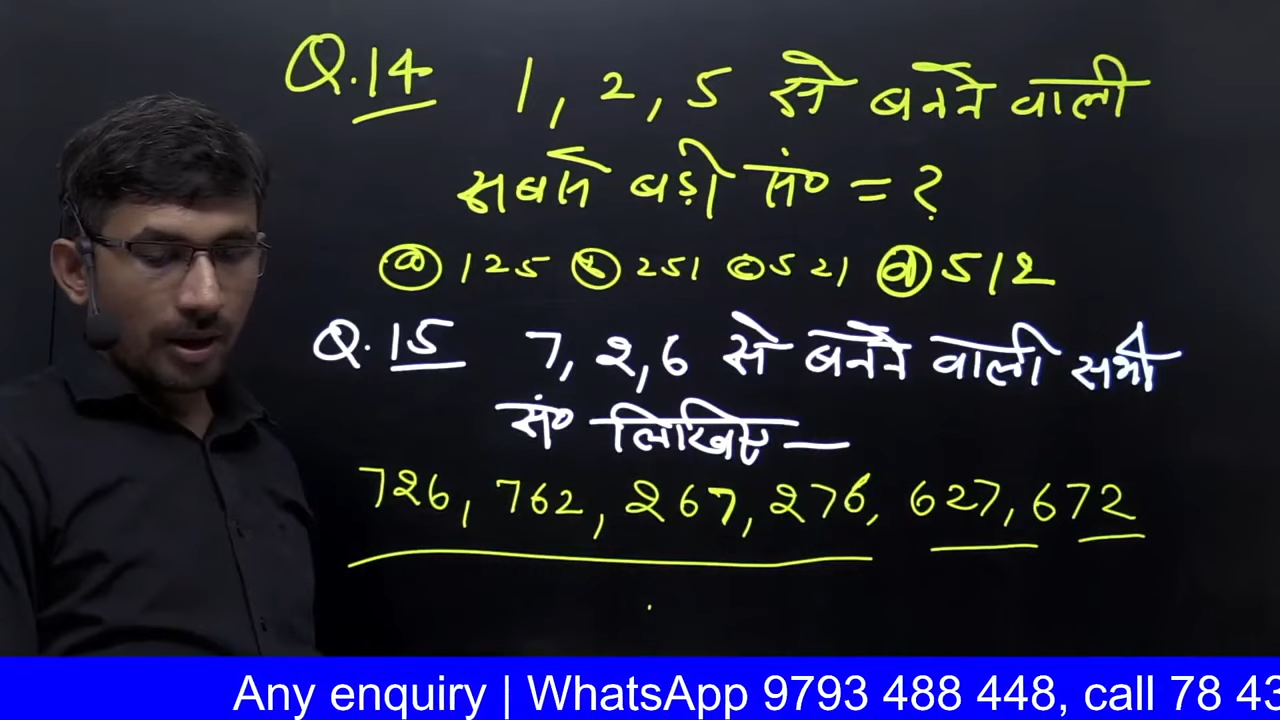 Q.14 1, 2, 5 से बनने वाली
सबसे बड़ी सं० = ?
ⓐ 125 ⓑ 251 ⓒ 521 ⓓ 512
Q.15 7, 2, 6 से बनने वाली सभी
सं० लिखिए —
726, 762, 267, 276, 627, 672
Any enquiry | WhatsApp 9793 488 448, call 78 43